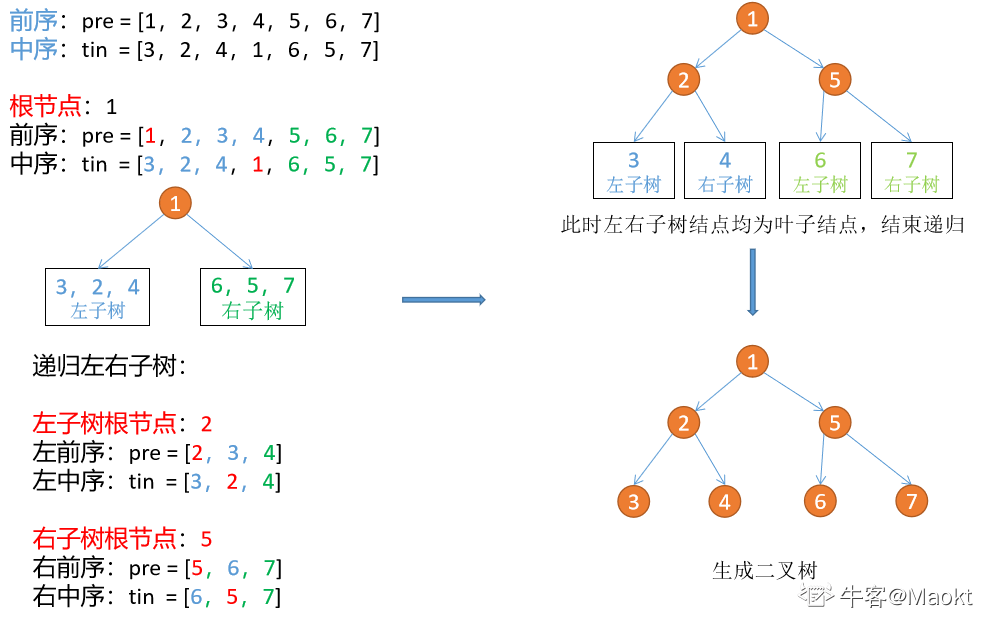 前序：pre = [1, 2, 3, 4, 5, 6, 7]
中序：tin = [3, 2, 4, 1, 6, 5, 7]
根节点：1
前序：pre = [1, 2, 3, 4, 5, 6, 7]
中序：tin = [3, 2, 4, 1, 6, 5, 7]
1
3, 2, 4
左子树
6, 5, 7
右子树
递归左右子树：
左子树根节点：2
左前序：pre = [2, 3, 4]
左中序：tin = [3, 2, 4]
右子树根节点：5
右前序：pre = [5, 6, 7]
右中序：tin = [6, 5, 7]
1
2
5
3
左子树
4
右子树
6
左子树
7
右子树
此时左右子树结点均为叶子结点，结束递归
1
2
5
3
4
6
7
生成二叉树
牛客@Maokt